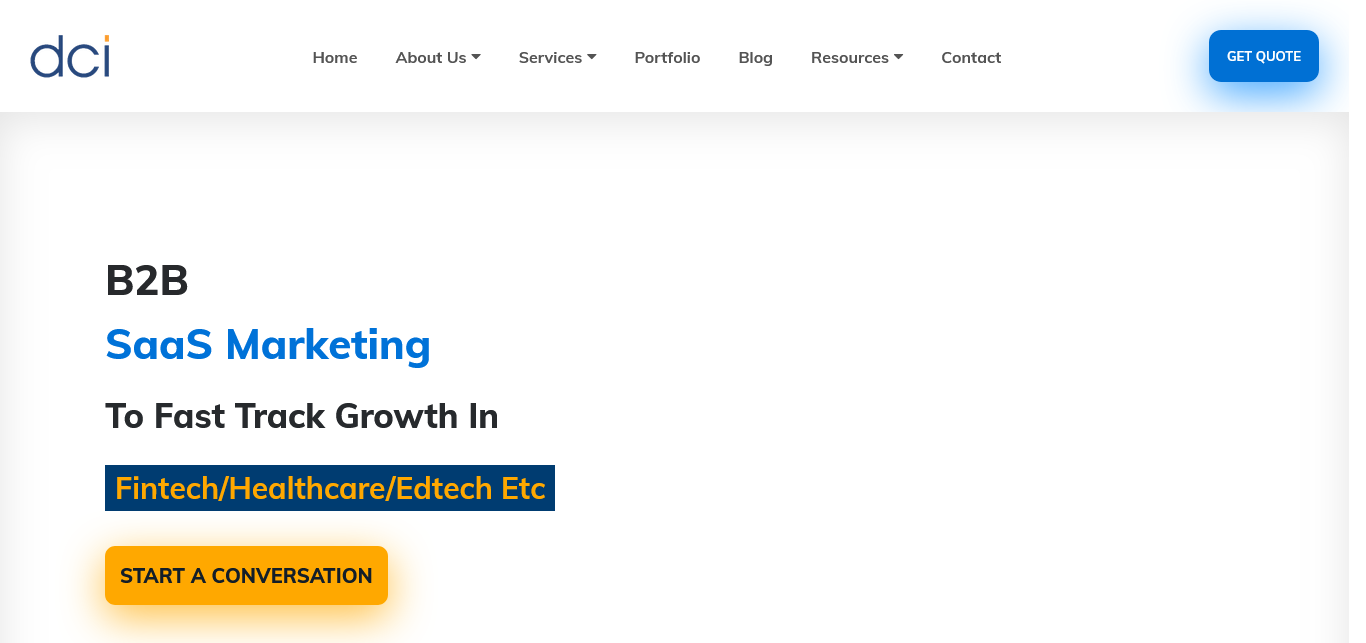 dci
Home About Us Services Portfolio Blog Resources Contact
GET QUOTE
B2B
SaaS Marketing
To Fast Track Growth In
Fintech/Healthcare/Edtech Etc
START A CONVERSATION